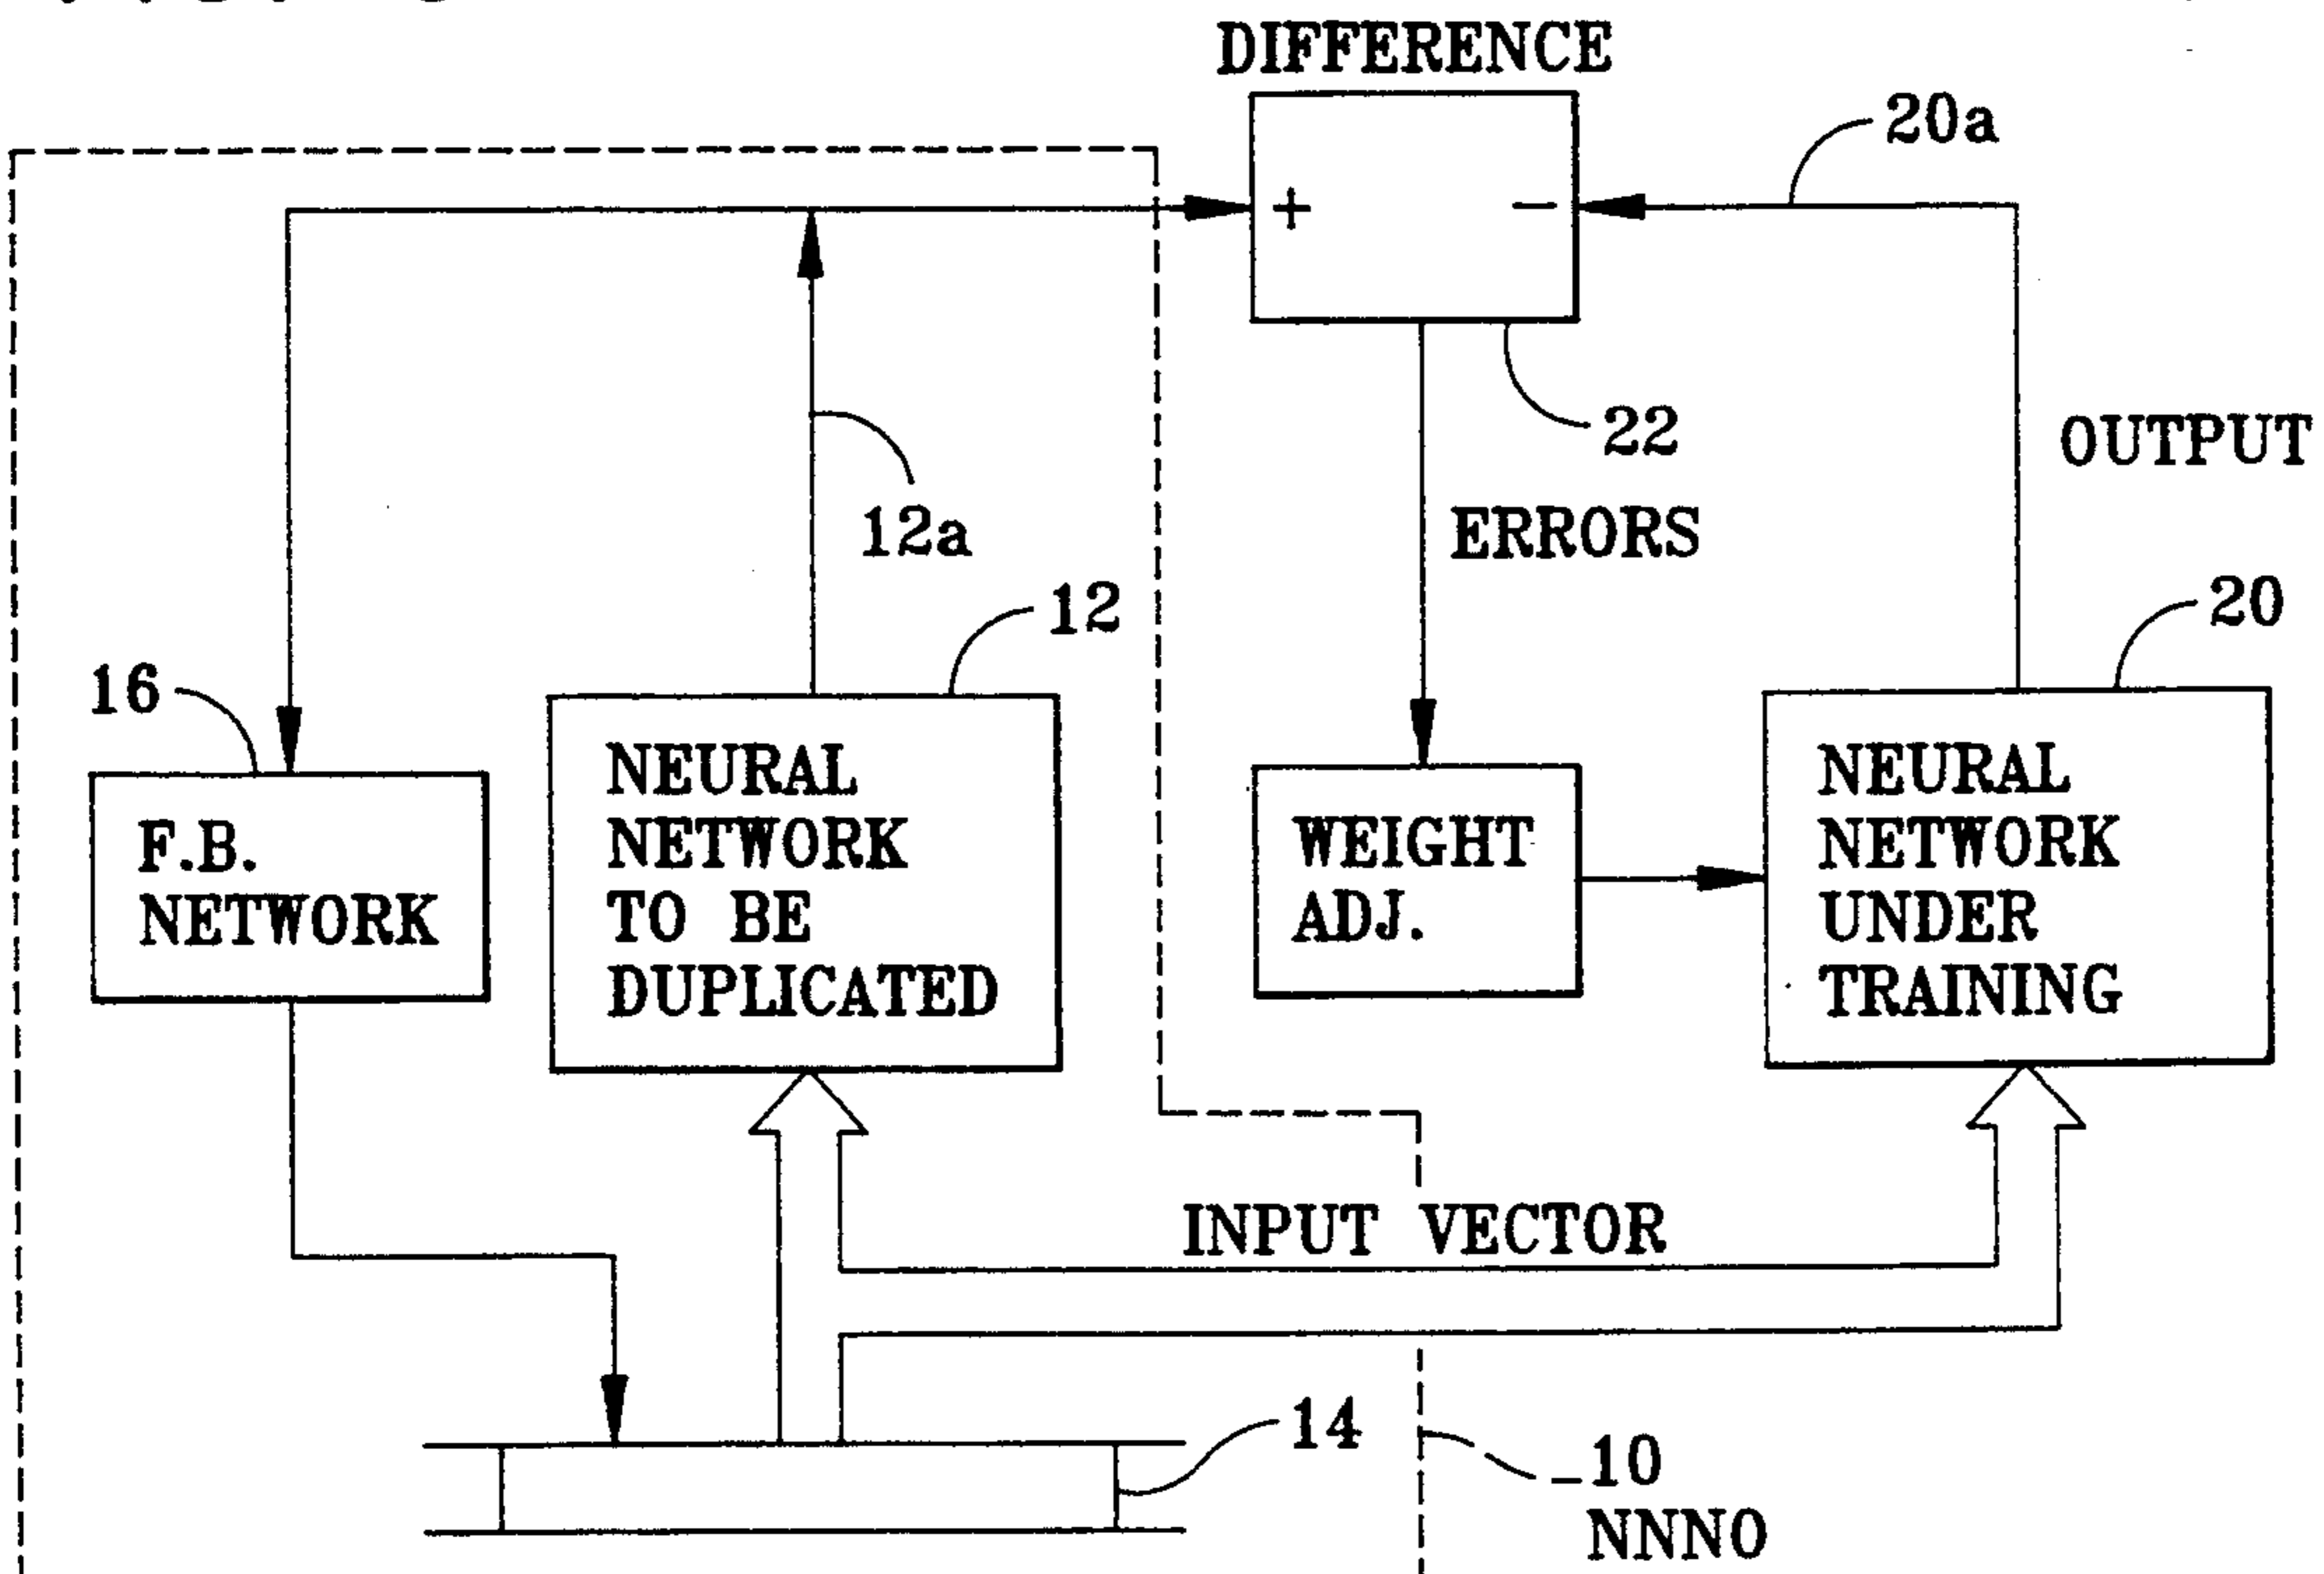 DIFFERENCE
20a
+ −
22
OUTPUT
12a
ERRORS
12
20
16
NEURAL
NETWORK
TO BE
DUPLICATED
NEURAL
NETWORK
UNDER
TRAINING
F.B.
NETWORK
WEIGHT
ADJ.
INPUT VECTOR
14
10
NNNO